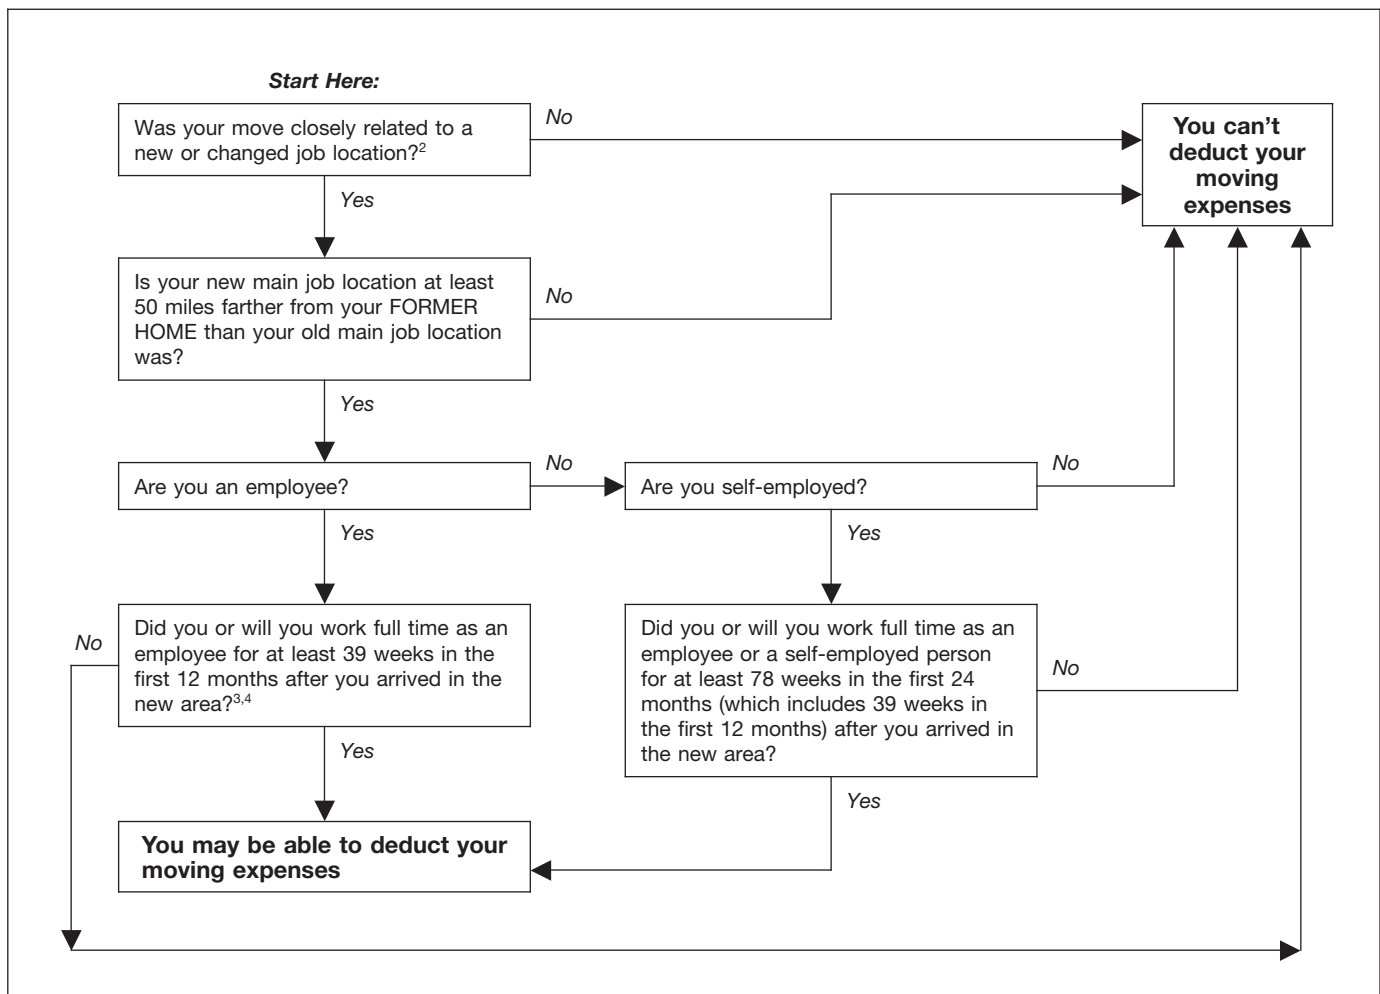 Start Here:
Was your move closely related to a
new or changed job location?2
No
You can't
deduct your
moving
expenses
Yes
Is your new main job location at least
50 miles farther from your FORMER
HOME than your old main job location
was?
No
Yes
Are you an employee?
No
Are you self-employed?
No
Yes
Yes
No
Did you or will you work full time as an
employee for at least 39 weeks in the
first 12 months after you arrived in the
new area?3,4
Did you or will you work full time as an
employee or a self-employed person
for at least 78 weeks in the first 24
months (which includes 39 weeks in
the first 12 months) after you arrived in
the new area?
No
Yes
Yes
You may be able to deduct your
moving expenses